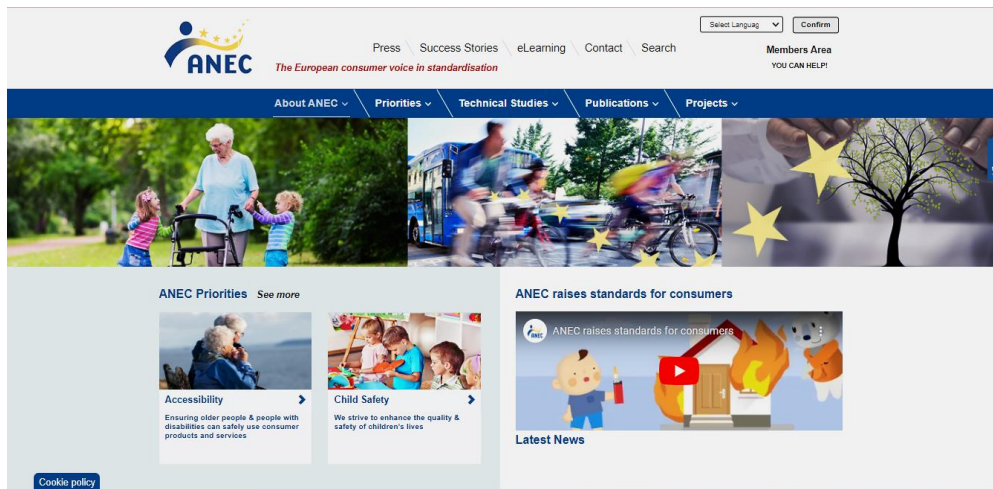 Select Languag
Confirm
ANEC
Press
Success Stories
eLearning
Contact
Search
Members Area
The European consumer voice in standardisation
YOU CAN HELP!
About ANEC
Priorities
Technical Studies
Publications
Projects
ANEC Priorities
See more
Accessibility
Ensuring older people & people with
disabilities can safely use consumer
products and services
Child Safety
We strive to enhance the quality &
safety of children's lives
ANEC raises standards for consumers
ANEC
ANEC raises standards for consumers
Latest News
Cookie policy